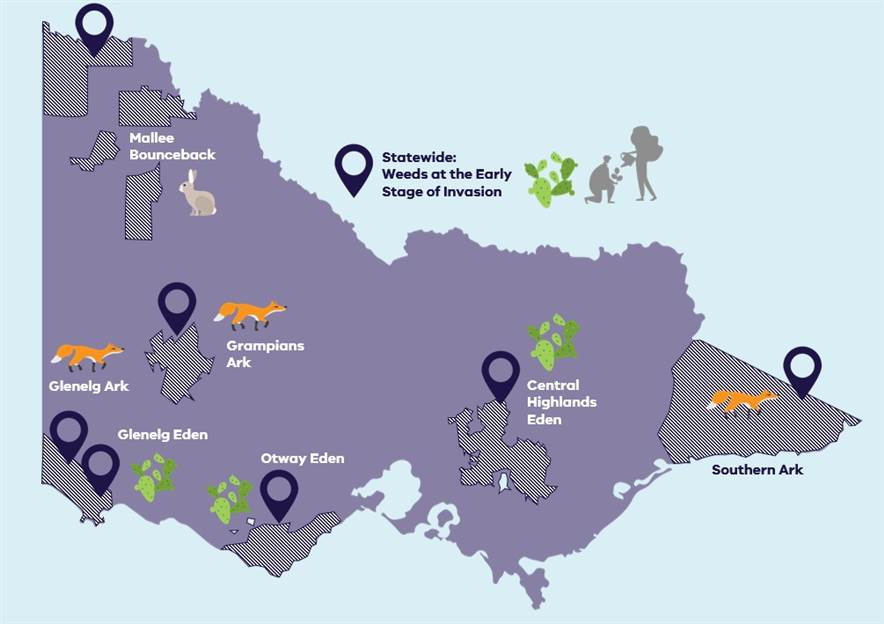 Mallee
Bounceback
Statewide:
Weeds at the Early
Stage of Invasion
Grampians
Ark
Glenelg Ark
Central
Highlands
Eden
Glenelg Eden
Otway Eden
Southern Ark